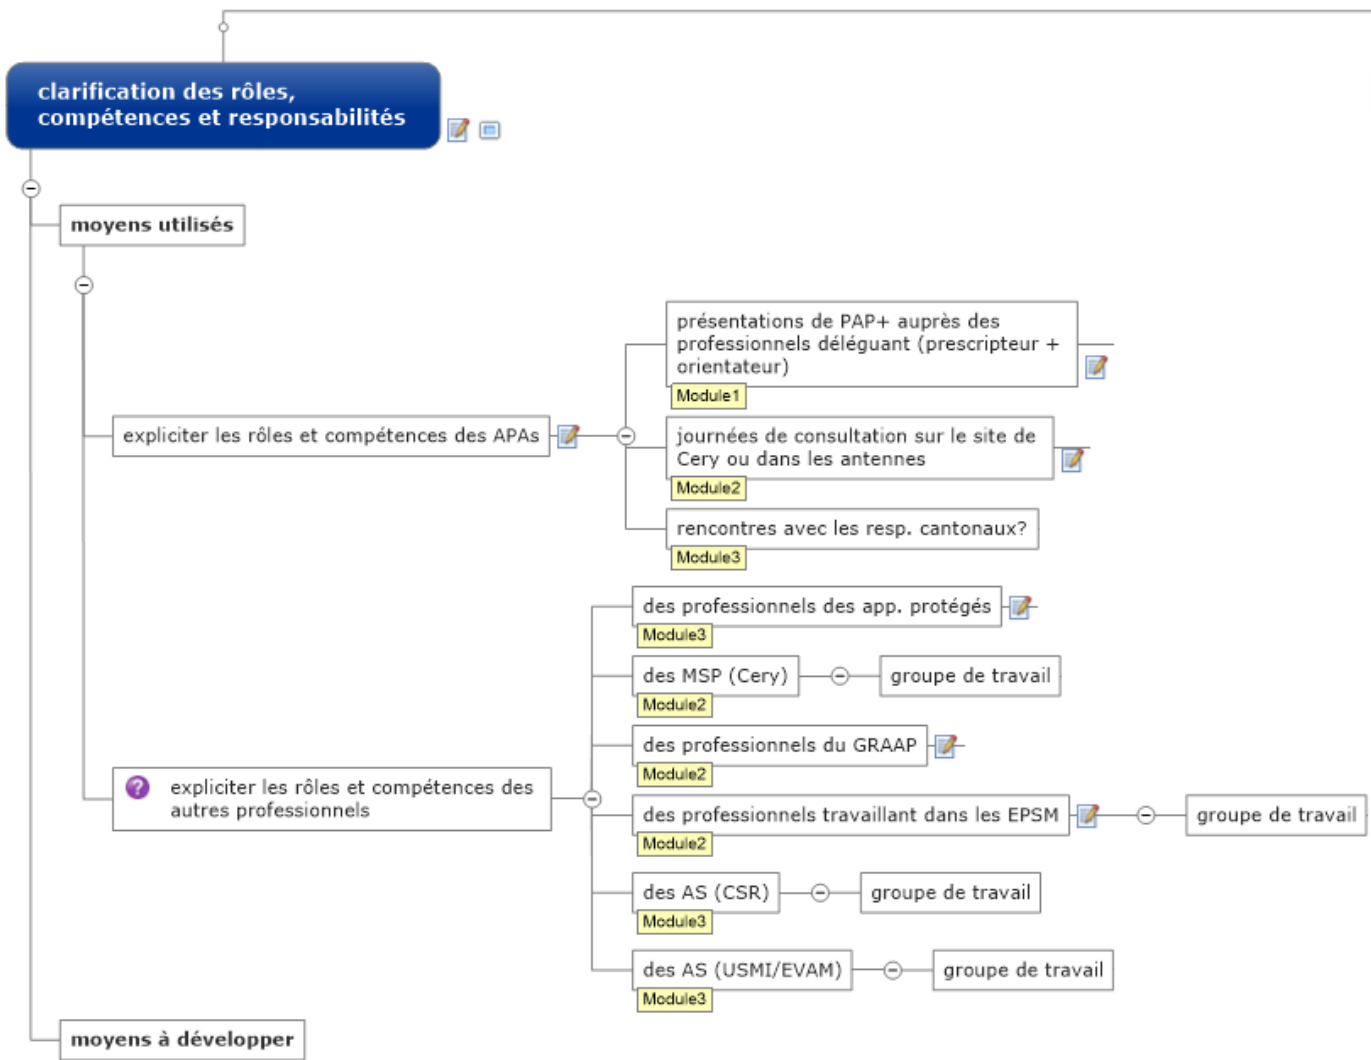 clarification des rôles,
compétences et responsabilités
moyens utilisés
expliciter les rôles et compétences des APAs
présentations de PAP+ auprès des
professionnels déléguant (prescripteur +
orientateur)
Module1
journées de consultation sur le site de
Cery ou dans les antennes
Module2
rencontres avec les resp. cantonaux?
Module3
? expliciter les rôles et compétences des
autres professionnels
des professionnels des app. protégés
Module3
des MSP (Cery)
groupe de travail
Module2
des professionnels du GRAAP
Module2
des professionnels travaillant dans les EPSM
groupe de travail
Module2
des AS (CSR)
groupe de travail
Module3
des AS (USMI/EVAM)
groupe de travail
Module3
moyens à développer